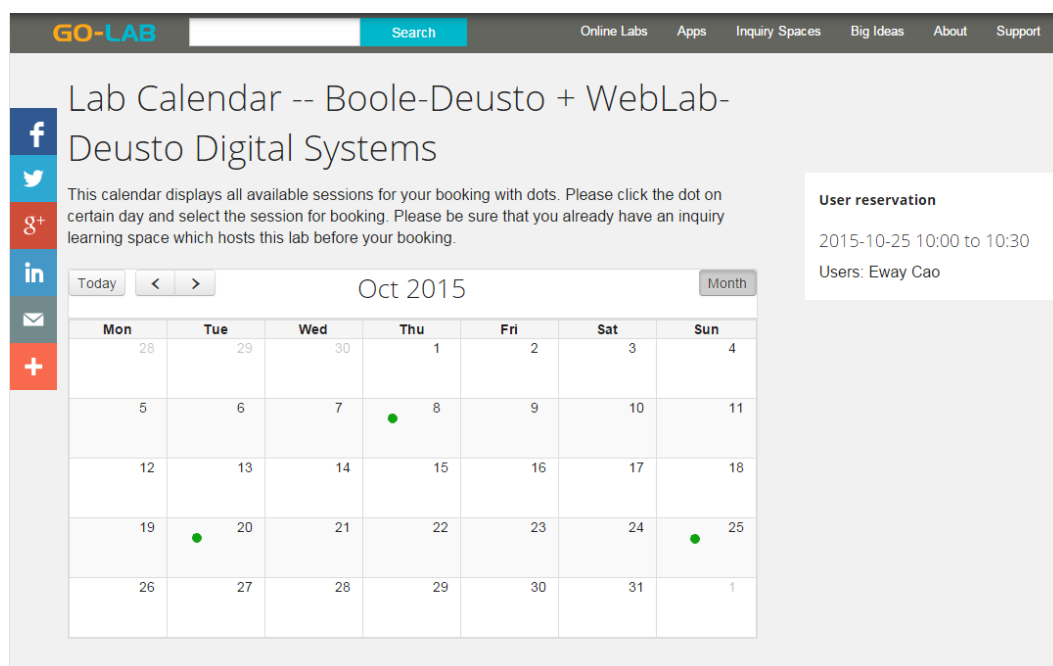 GO-LAB Search Online Labs Apps Inquiry Spaces Big Ideas About Support
Lab Calendar -- Boole-Deusto + WebLab-
Deusto Digital Systems
This calendar displays all available sessions for your booking with dots. Please click the dot on
certain day and select the session for booking. Please be sure that you already have an inquiry
learning space which hosts this lab before your booking.
f
g+
in
+
Today < > Oct 2015 Month
Mon Tue Wed Thu Fri Sat Sun
28 29 30 1 2 3 4
5 6 7 8 9 10 11
12 13 14 15 16 17 18
19 20 21 22 23 24 25
26 27 28 29 30 31 1
User reservation
2015-10-25 10:00 to 10:30
Users: Eway Cao